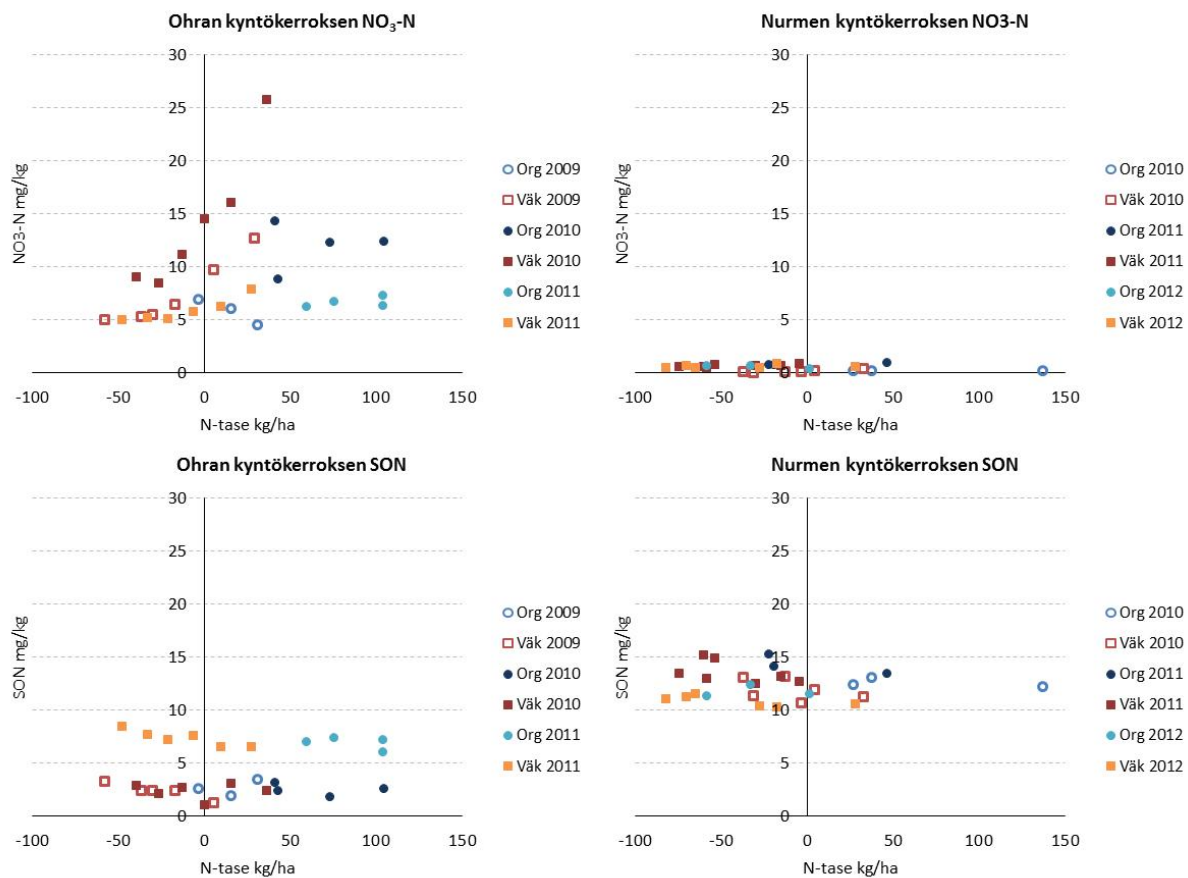 Ohran kyntökerroksen NO₃-N
30
25
20
15
10
5
0
-100 -50 0 50 100 150
NO3-N mg/kg
N-tase kg/ha
Org 2009
Väk 2009
Org 2010
Väk 2010
Org 2011
Väk 2011
Nurmen kyntökerroksen NO3-N
30
25
20
15
10
5
0
-100 -50 0 50 100 150
NO3-N mg/kg
N-tase kg/ha
Org 2010
Väk 2010
Org 2011
Väk 2011
Org 2012
Väk 2012
Ohran kyntökerroksen SON
30
25
20
15
10
5
0
-100 -50 0 50 100 150
SON mg/kg
N-tase kg/ha
Org 2009
Väk 2009
Org 2010
Väk 2010
Org 2011
Väk 2011
Nurmen kyntökerroksen SON
30
25
20
15
10
5
0
-100 -50 0 50 100 150
SON mg/kg
N-tase kg/ha
Org 2010
Väk 2010
Org 2011
Väk 2011
Org 2012
Väk 2012